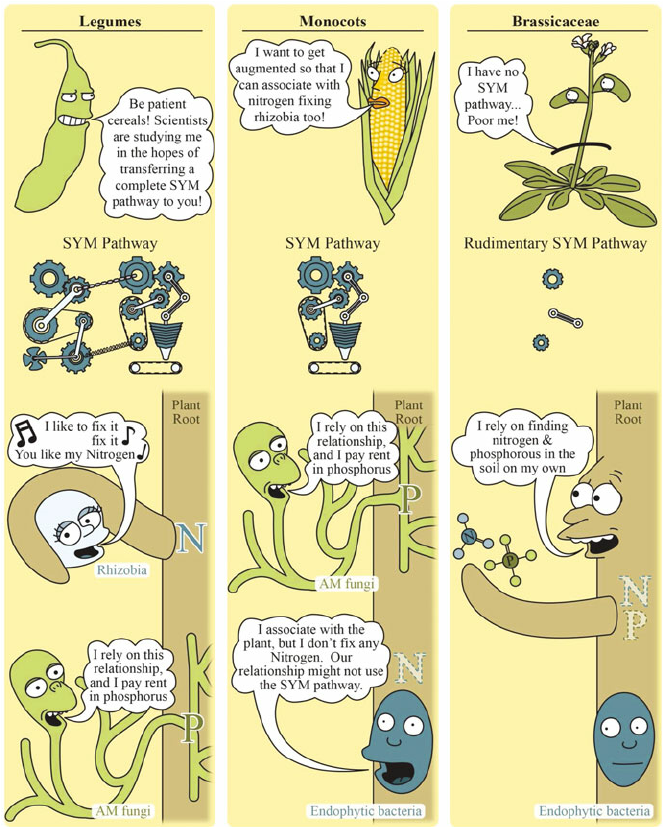 Legumes
Be patient
cereals! Scientists
are studying me
in the hopes of
transferring a
complete SYM
pathway to you!
SYM Pathway
Plant
Root
I like to fix it
fix it
You like my Nitrogen
N
Rhizobia
I rely on this
relationship,
and I pay rent
in phosphorus
P
AM fungi
Monocots
I want to get
augmented so that I
can associate with
nitrogen fixing
rhizobia too!
SYM Pathway
Plant
Root
I rely on this
relationship,
and I pay rent
in phosphorus
P
AM fungi
I associate with the
plant, but I don't fix any
Nitrogen. Our
relationship might not use
the SYM pathway.
N
Endophytic bacteria
Brassicaceae
I have no
SYM
pathway...
Poor me!
Rudimentary SYM Pathway
Plant
Root
I rely on finding
nitrogen &
phosphorous in the
soil on my own
N
P
N
P
Endophytic bacteria